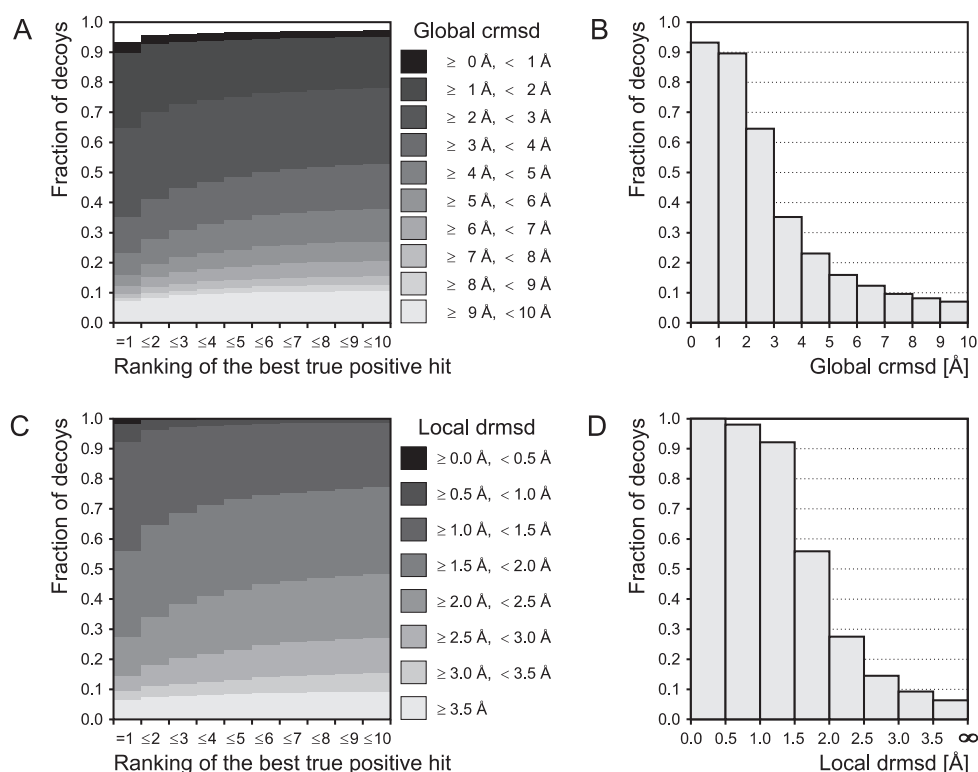 A
Fraction of decoys
1.0
0.9
0.8
0.7
0.6
0.5
0.4
0.3
0.2
0.1
0.0
=1 ≤2 ≤3 ≤4 ≤5 ≤6 ≤7 ≤8 ≤9 ≤10
Ranking of the best true positive hit
Global crmsd
≥ 0 Å, < 1 Å
≥ 1 Å, < 2 Å
≥ 2 Å, < 3 Å
≥ 3 Å, < 4 Å
≥ 4 Å, < 5 Å
≥ 5 Å, < 6 Å
≥ 6 Å, < 7 Å
≥ 7 Å, < 8 Å
≥ 8 Å, < 9 Å
≥ 9 Å, < 10 Å
B
Fraction of decoys
1.0
0.9
0.8
0.7
0.6
0.5
0.4
0.3
0.2
0.1
0.0
0 1 2 3 4 5 6 7 8 9 10
Global crmsd [Å]
C
Fraction of decoys
1.0
0.9
0.8
0.7
0.6
0.5
0.4
0.3
0.2
0.1
0.0
=1 ≤2 ≤3 ≤4 ≤5 ≤6 ≤7 ≤8 ≤9 ≤10
Ranking of the best true positive hit
Local drmsd
≥ 0.0 Å, < 0.5 Å
≥ 0.5 Å, < 1.0 Å
≥ 1.0 Å, < 1.5 Å
≥ 1.5 Å, < 2.0 Å
≥ 2.0 Å, < 2.5 Å
≥ 2.5 Å, < 3.0 Å
≥ 3.0 Å, < 3.5 Å
≥ 3.5 Å
D
Fraction of decoys
1.0
0.9
0.8
0.7
0.6
0.5
0.4
0.3
0.2
0.1
0.0
0.0 0.5 1.0 1.5 2.0 2.5 3.0 3.5 ∞
Local drmsd [Å]